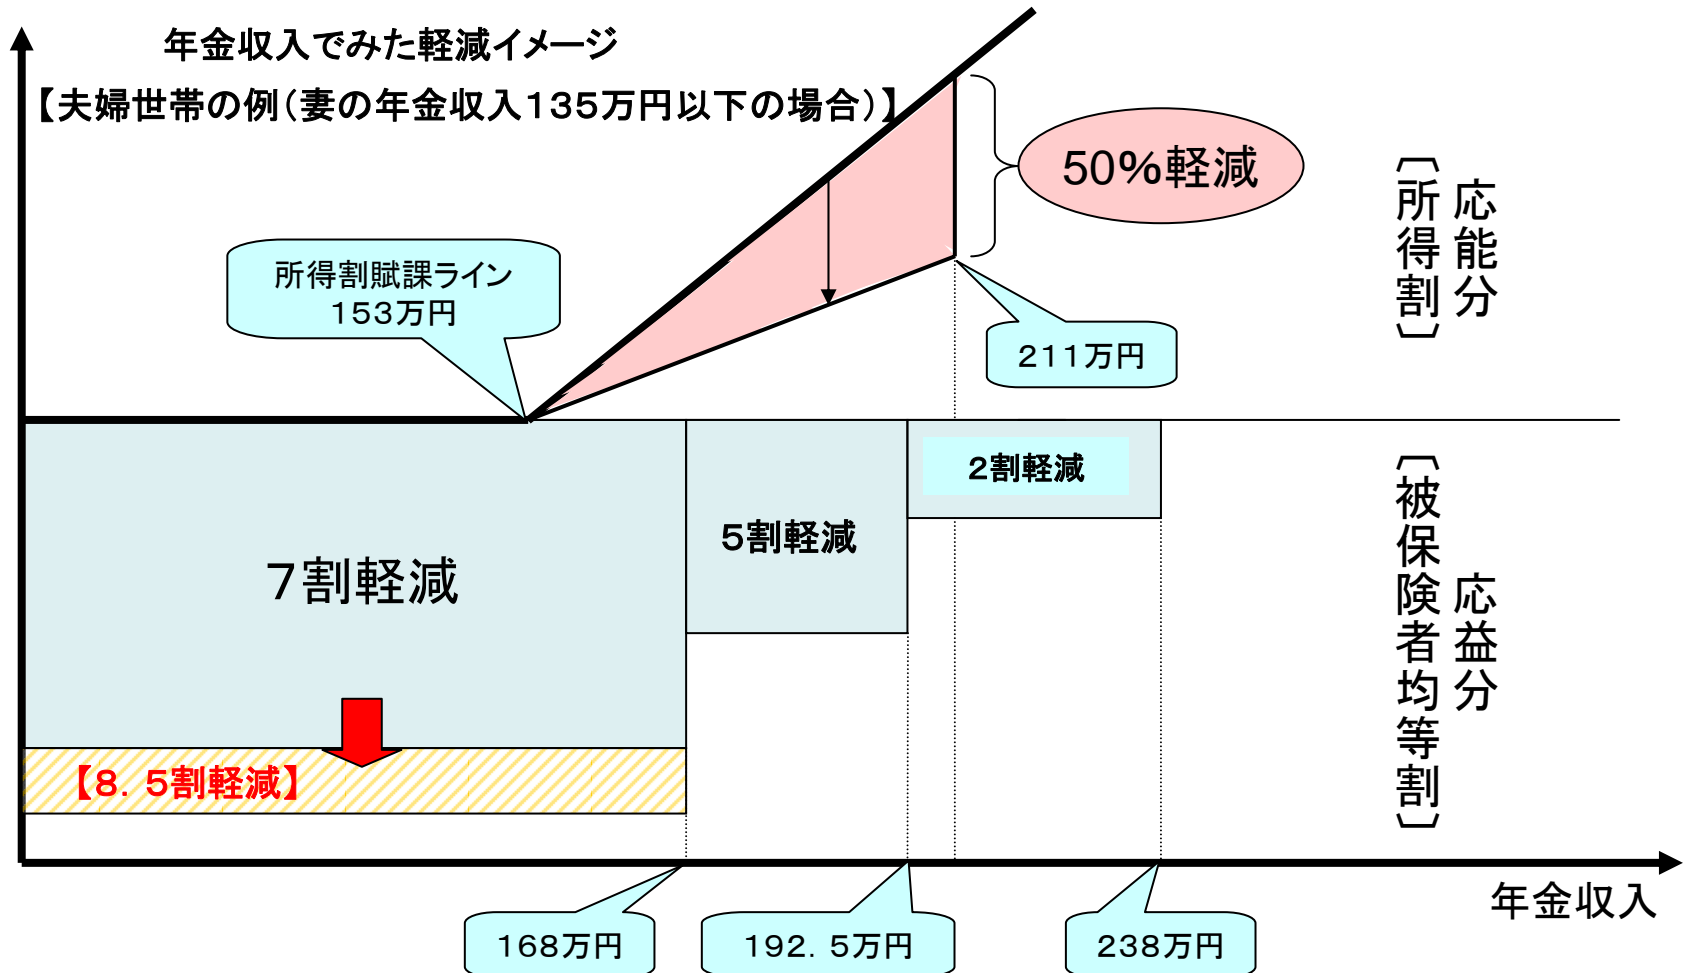 年金収入でみた軽減イメージ
【夫婦世帯の例(妻の年金収入135万円以下の場合)】
50%軽減
応能分
〔所得割〕
所得割賦課ライン
153万円
211万円
2割軽減
5割軽減
7割軽減
応益分
〔被保険者均等割〕
【8.5割軽減】
年金収入
168万円
192.5万円
238万円